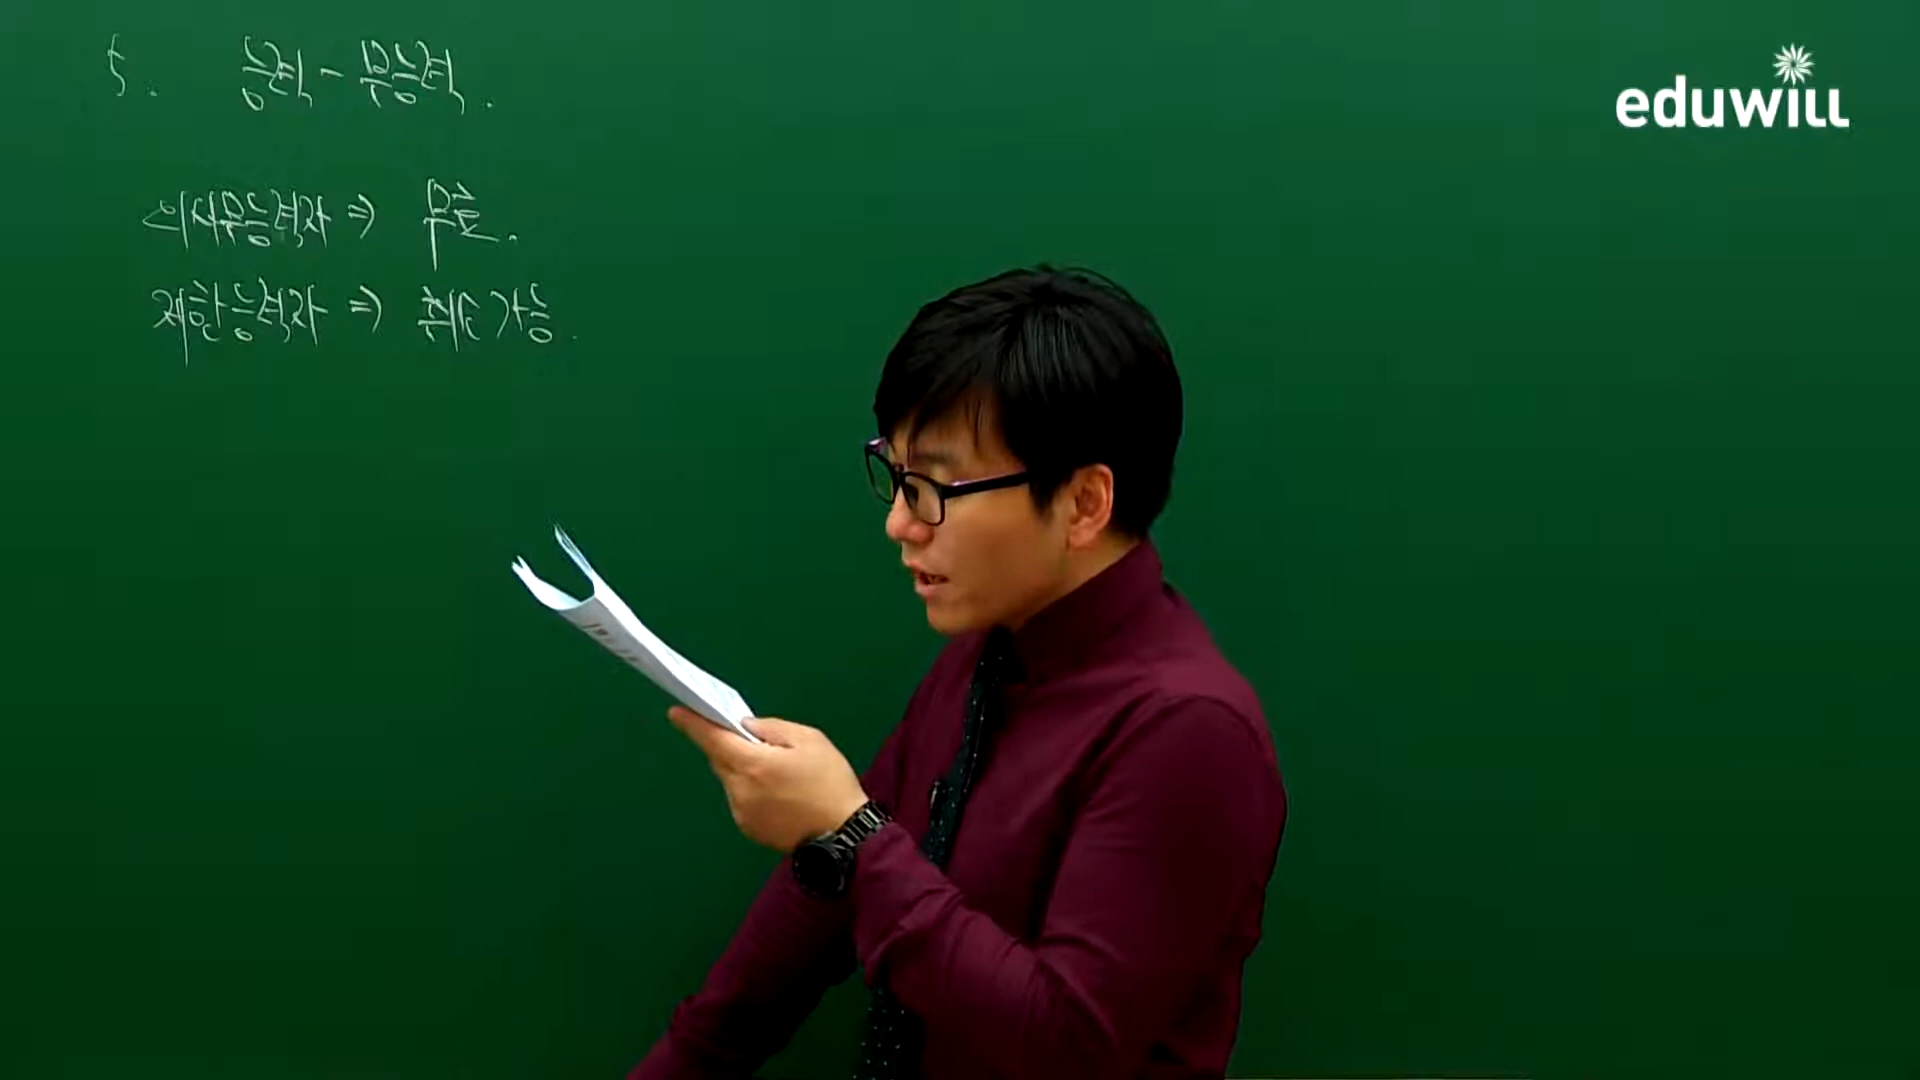 5. 능력 - 무능력.
eduwill
의사무능력자 ⇒ 무효.
제한능력자 ⇒ 취소가능.